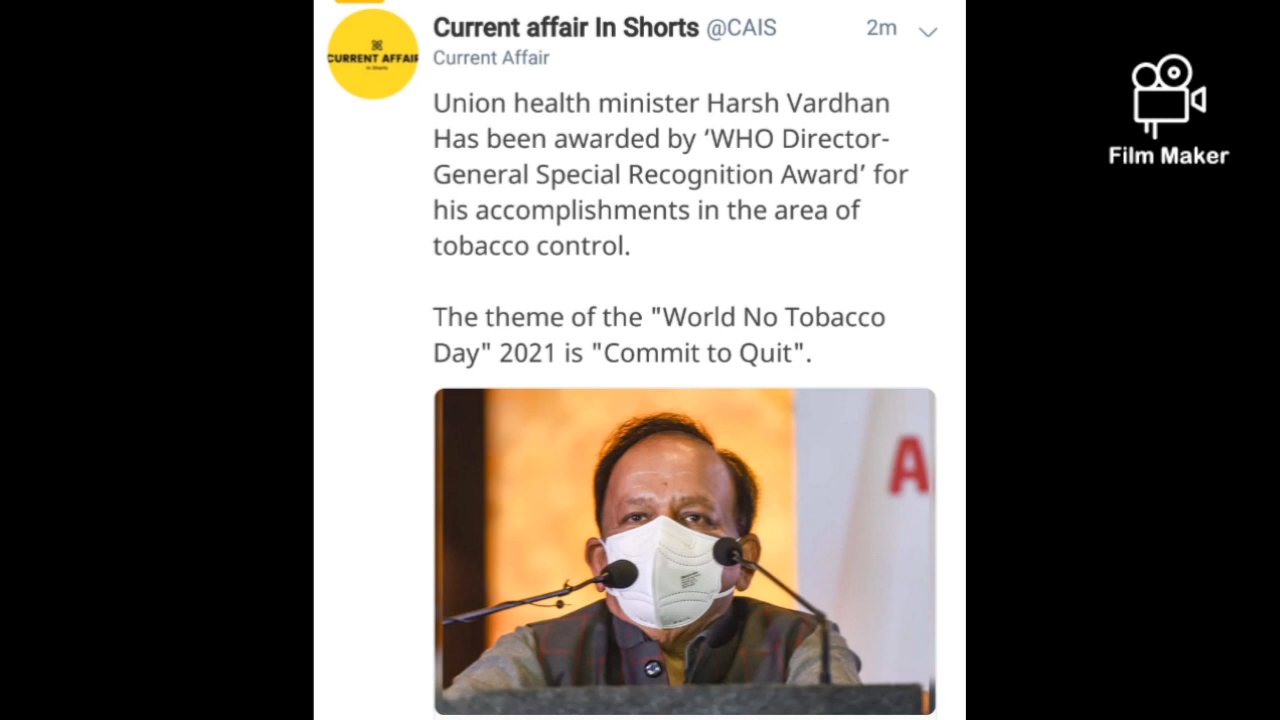 Current affair In Shorts @CAIS 2m
CURRENT AFFAIR
In Shorts
Current Affair
Union health minister Harsh Vardhan
Has been awarded by ‘WHO Director-
General Special Recognition Award’ for
his accomplishments in the area of
tobacco control.
The theme of the "World No Tobacco
Day" 2021 is "Commit to Quit".
A
Film Maker